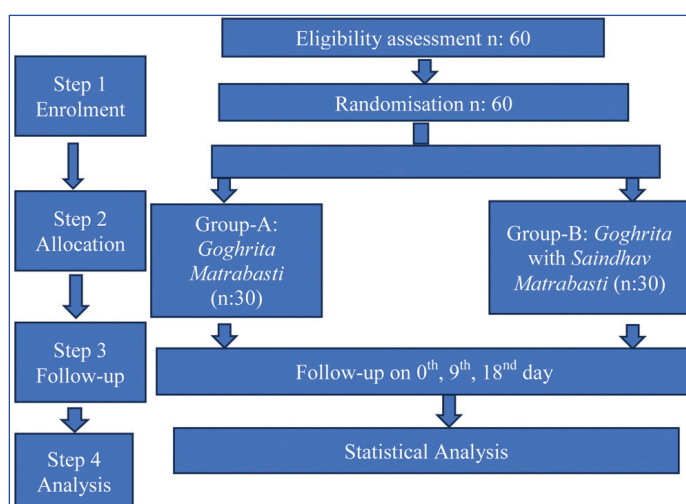 Eligibility assessment n: 60
Step 1
Enrolment
Randomisation n: 60
Step 2
Allocation
Group-A:
Goghrita
Matrabasti
(n:30)
Group-B: Goghrita
with Saindhav
Matrabasti (n:30)
Step 3
Follow-up
Follow-up on 0th, 9th, 18nd day
Step 4
Analysis
Statistical Analysis